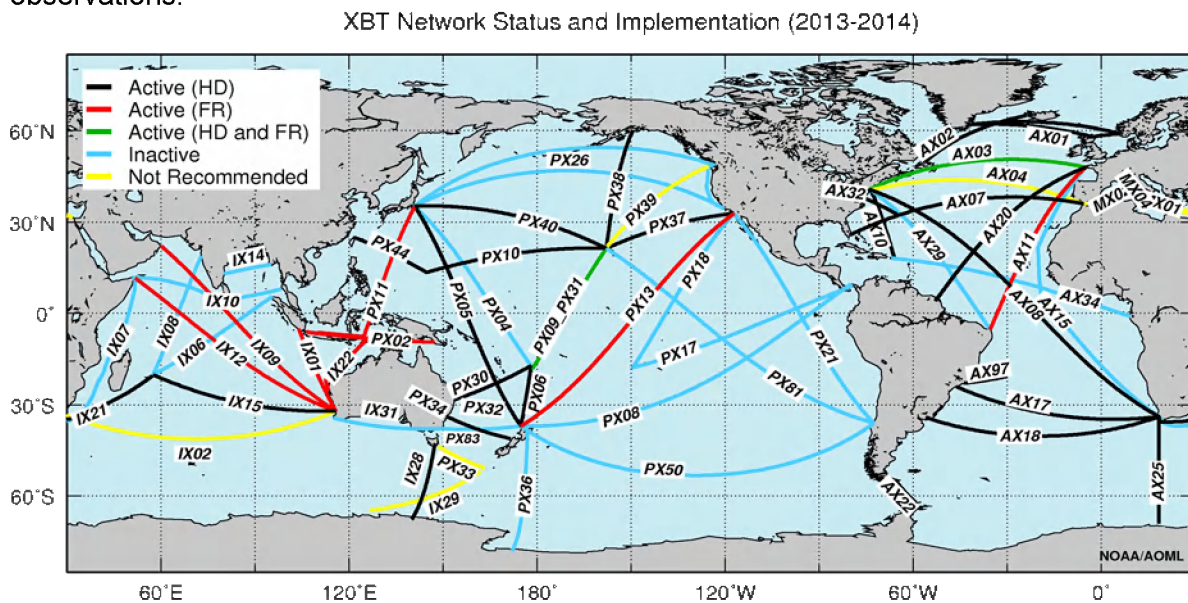 observations.
XBT Network Status and Implementation (2013-2014)
Active (HD)
Active (FR)
Active (HD and FR)
Inactive
Not Recommended
60°N
30°N
0°
30°S
60°S
AX02
AX01
AX03
AX04
AX32
AX07
AX20
AX10
AX29
AX11
AX34
AX08
AX15
AX97
AX17
AX18
AX25
AX22
PX26
PX38
PX39
PX40
PX37
PX10
PX44
PX18
PX11
PX05
PX04
PX09_PX31
PX13
PX02
PX17
PX21
PX81
PX30
PX06
PX34
PX32
PX08
PX83
PX33
PX36
PX50
IX14
IX10
IX07
IX08
IX06
IX12
IX09
IX01
IX22
IX21
IX15
IX31
IX02
IX28
IX29
NOAA/AOML
60°E
120°E
180°
120°W
60°W
0°